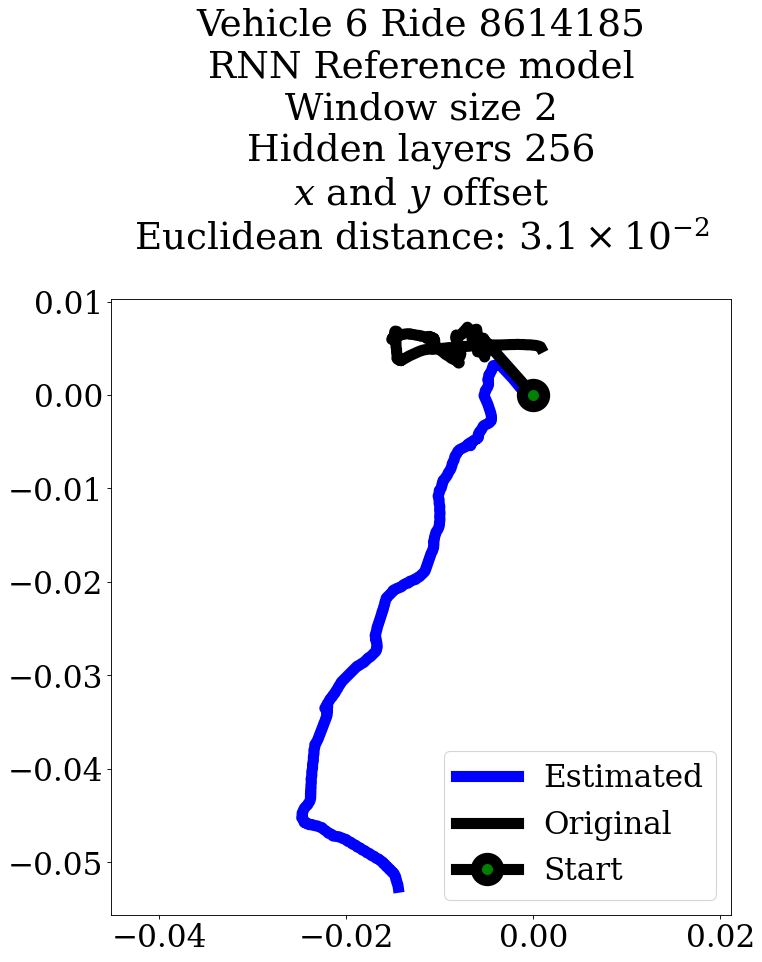 Vehicle 6 Ride 8614185
RNN Reference model
Window size 2
Hidden layers 256
x and y offset
Euclidean distance: 3.1 × 10⁻²
0.01
0.00
−0.01
−0.02
−0.03
−0.04
−0.05
Estimated
Original
Start
−0.04
−0.02
0.00
0.02